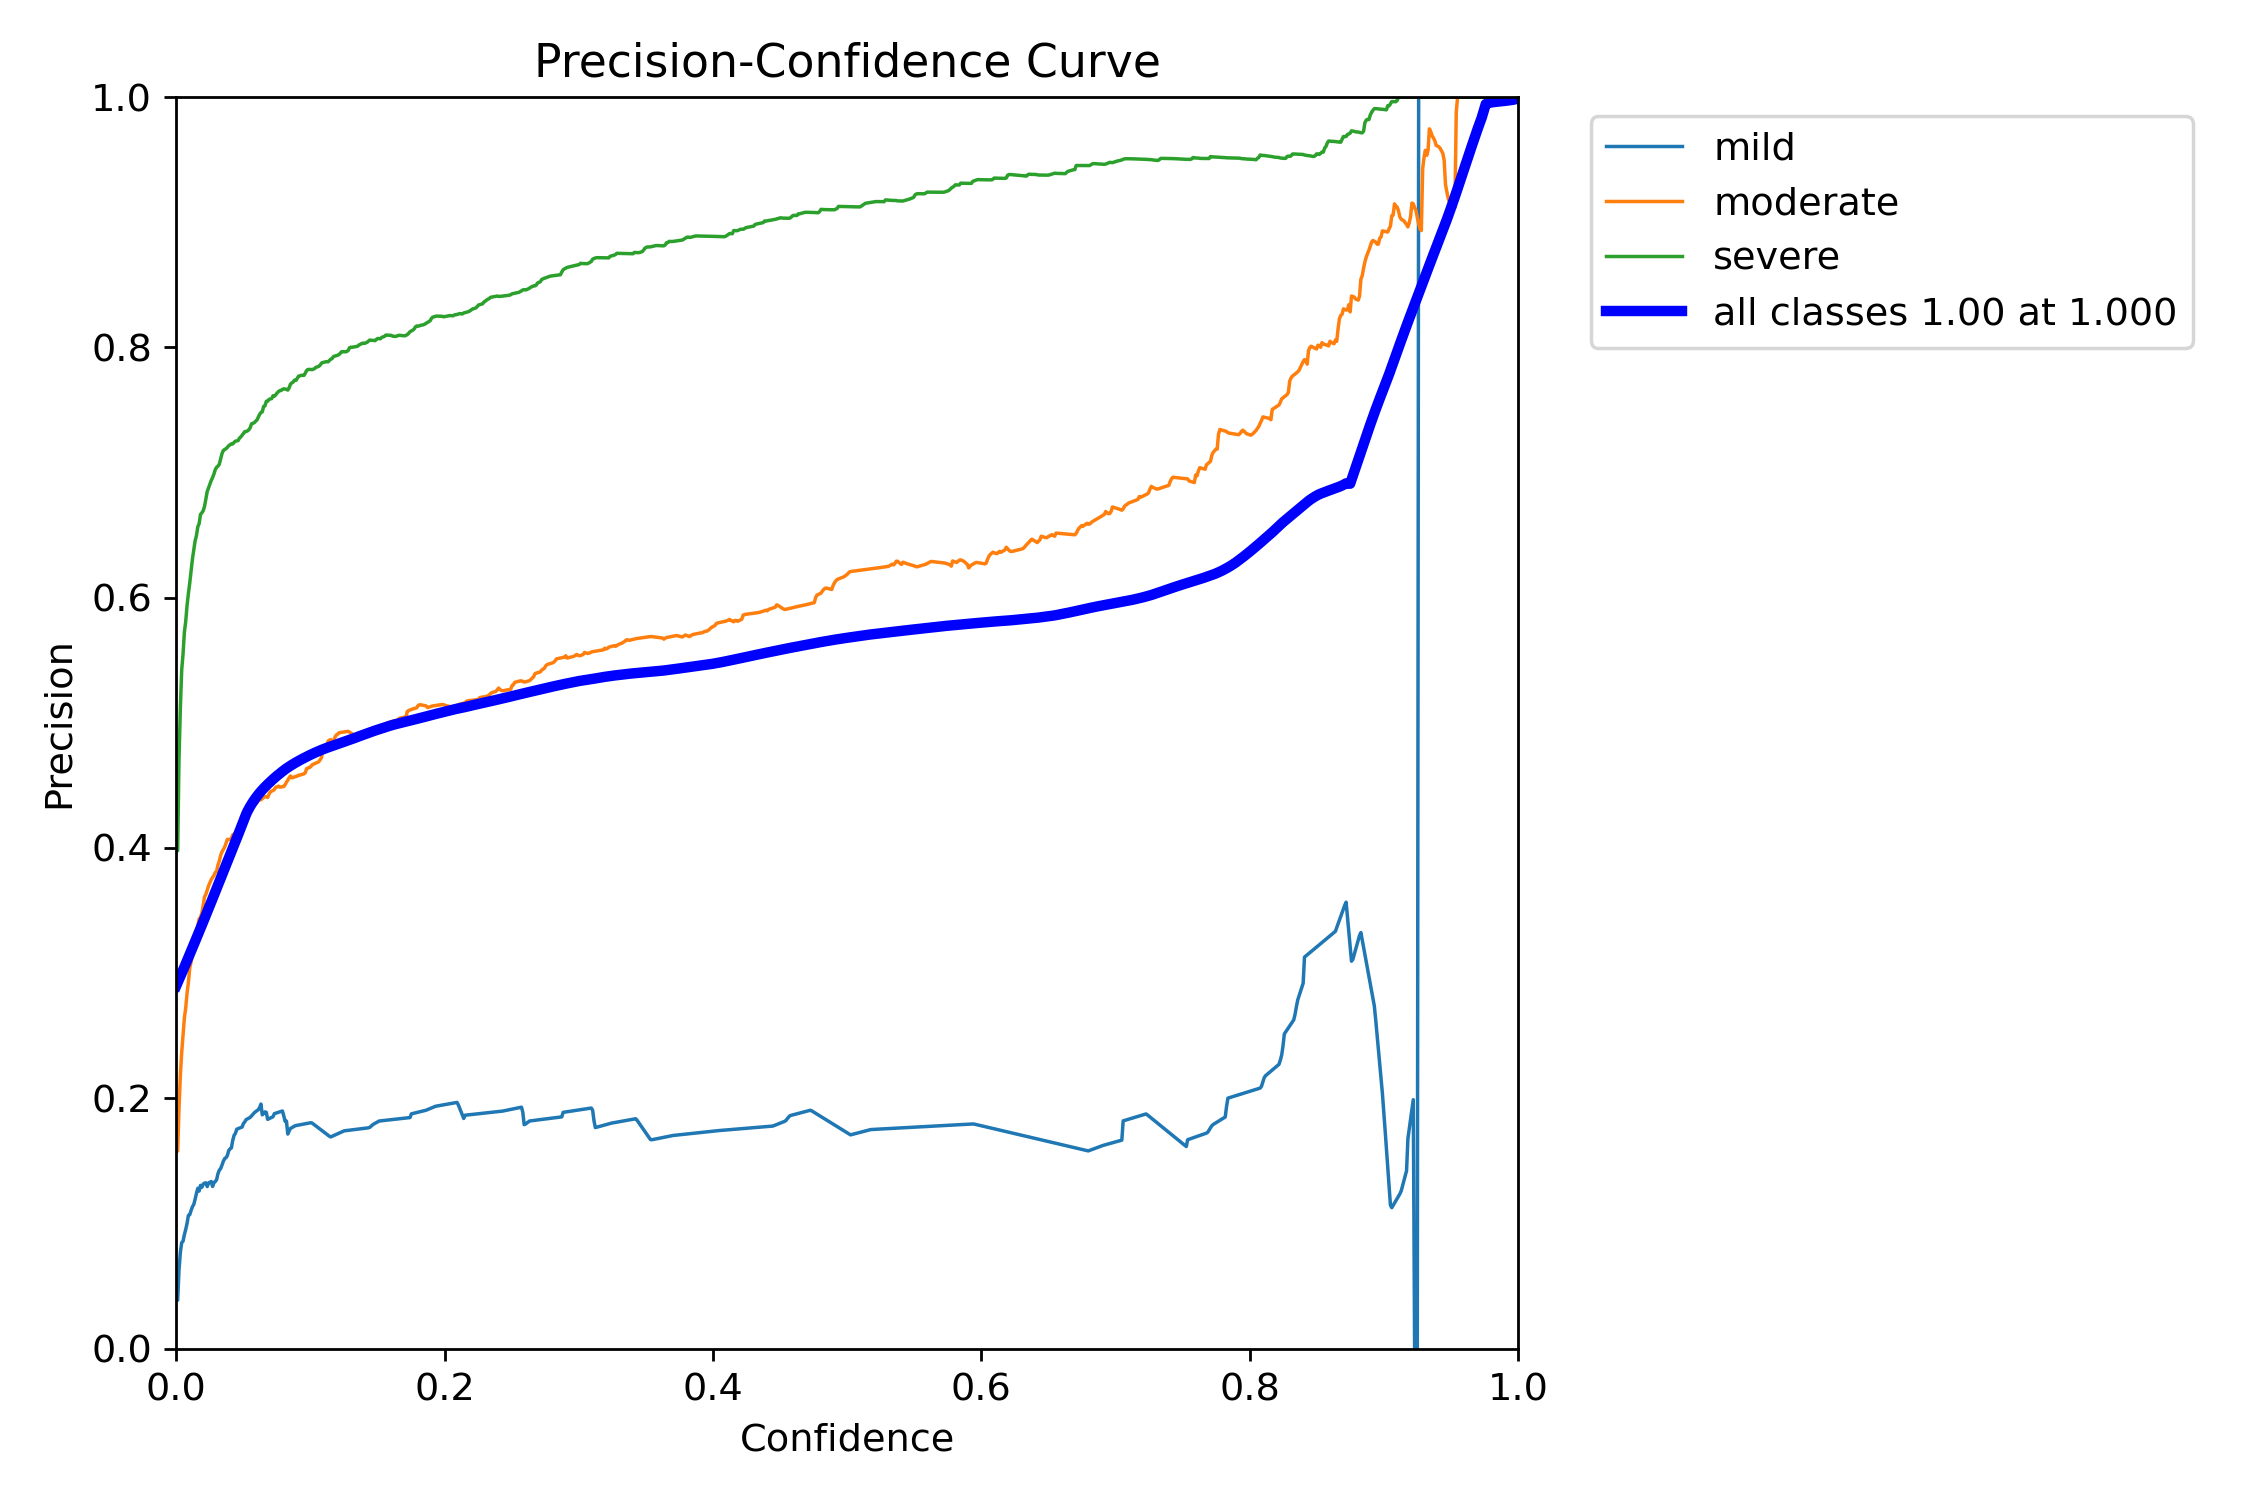 Precision-Confidence Curve
1.0
0.8
0.6
0.4
0.2
0.0
Precision
0.0 0.2 0.4 0.6 0.8 1.0
Confidence
mild
moderate
severe
all classes 1.00 at 1.000